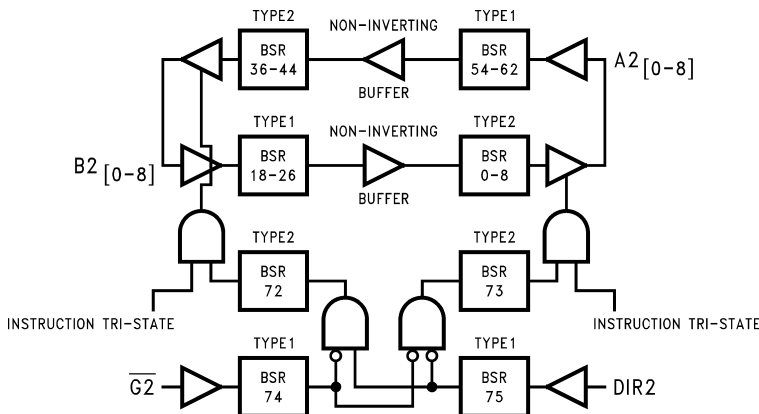 TYPE2
NON-INVERTING
TYPE1
BSR
36-44
BSR
54-62
A2[0-8]
BUFFER
TYPE1
NON-INVERTING
TYPE2
B2[0-8]
BSR
18-26
BSR
0-8
BUFFER
TYPE2
TYPE2
BSR
72
BSR
73
INSTRUCTION TRI-STATE
INSTRUCTION TRI-STATE
TYPE1
TYPE1
G2
BSR
74
BSR
75
DIR2